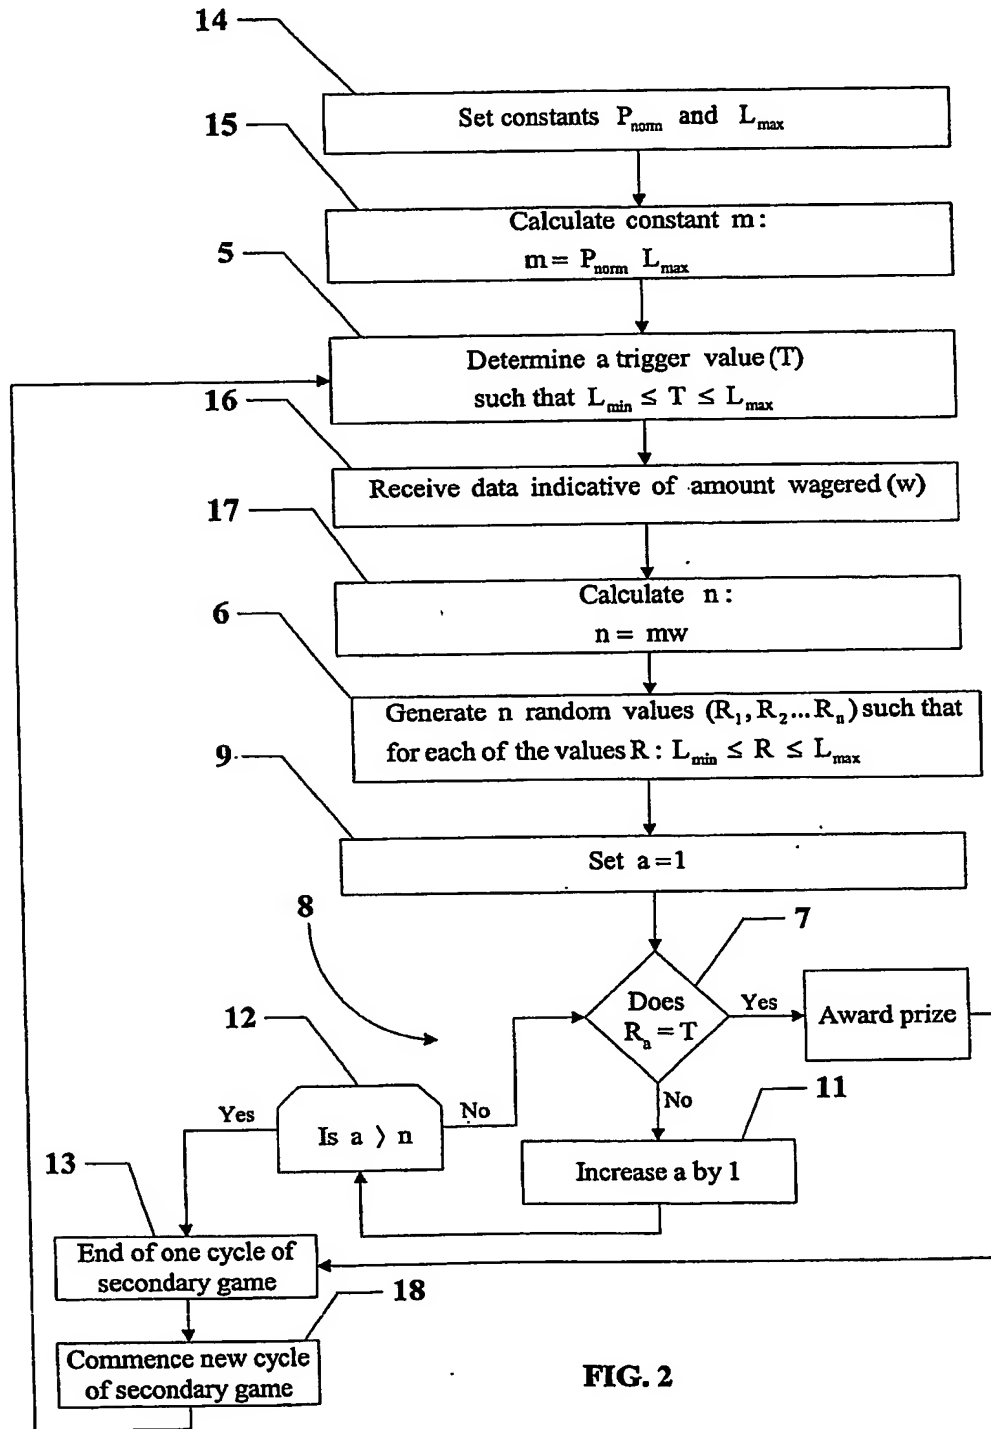 14
Set constants P_norm and L_max
15
Calculate constant m:
m = P_norm L_max
5
Determine a trigger value (T)
such that L_min ≤ T ≤ L_max
16
Receive data indicative of amount wagered (w)
17
Calculate n:
n = mw
6
Generate n random values (R_1, R_2...R_n) such that
for each of the values R: L_min ≤ R ≤ L_max
9
Set a=1
8
7
Does
R_a = T
Yes
Award prize
12
No
11
Yes
No
Is a > n
Increase a by 1
13
End of one cycle of
secondary game
18
Commence new cycle
of secondary game
FIG. 2